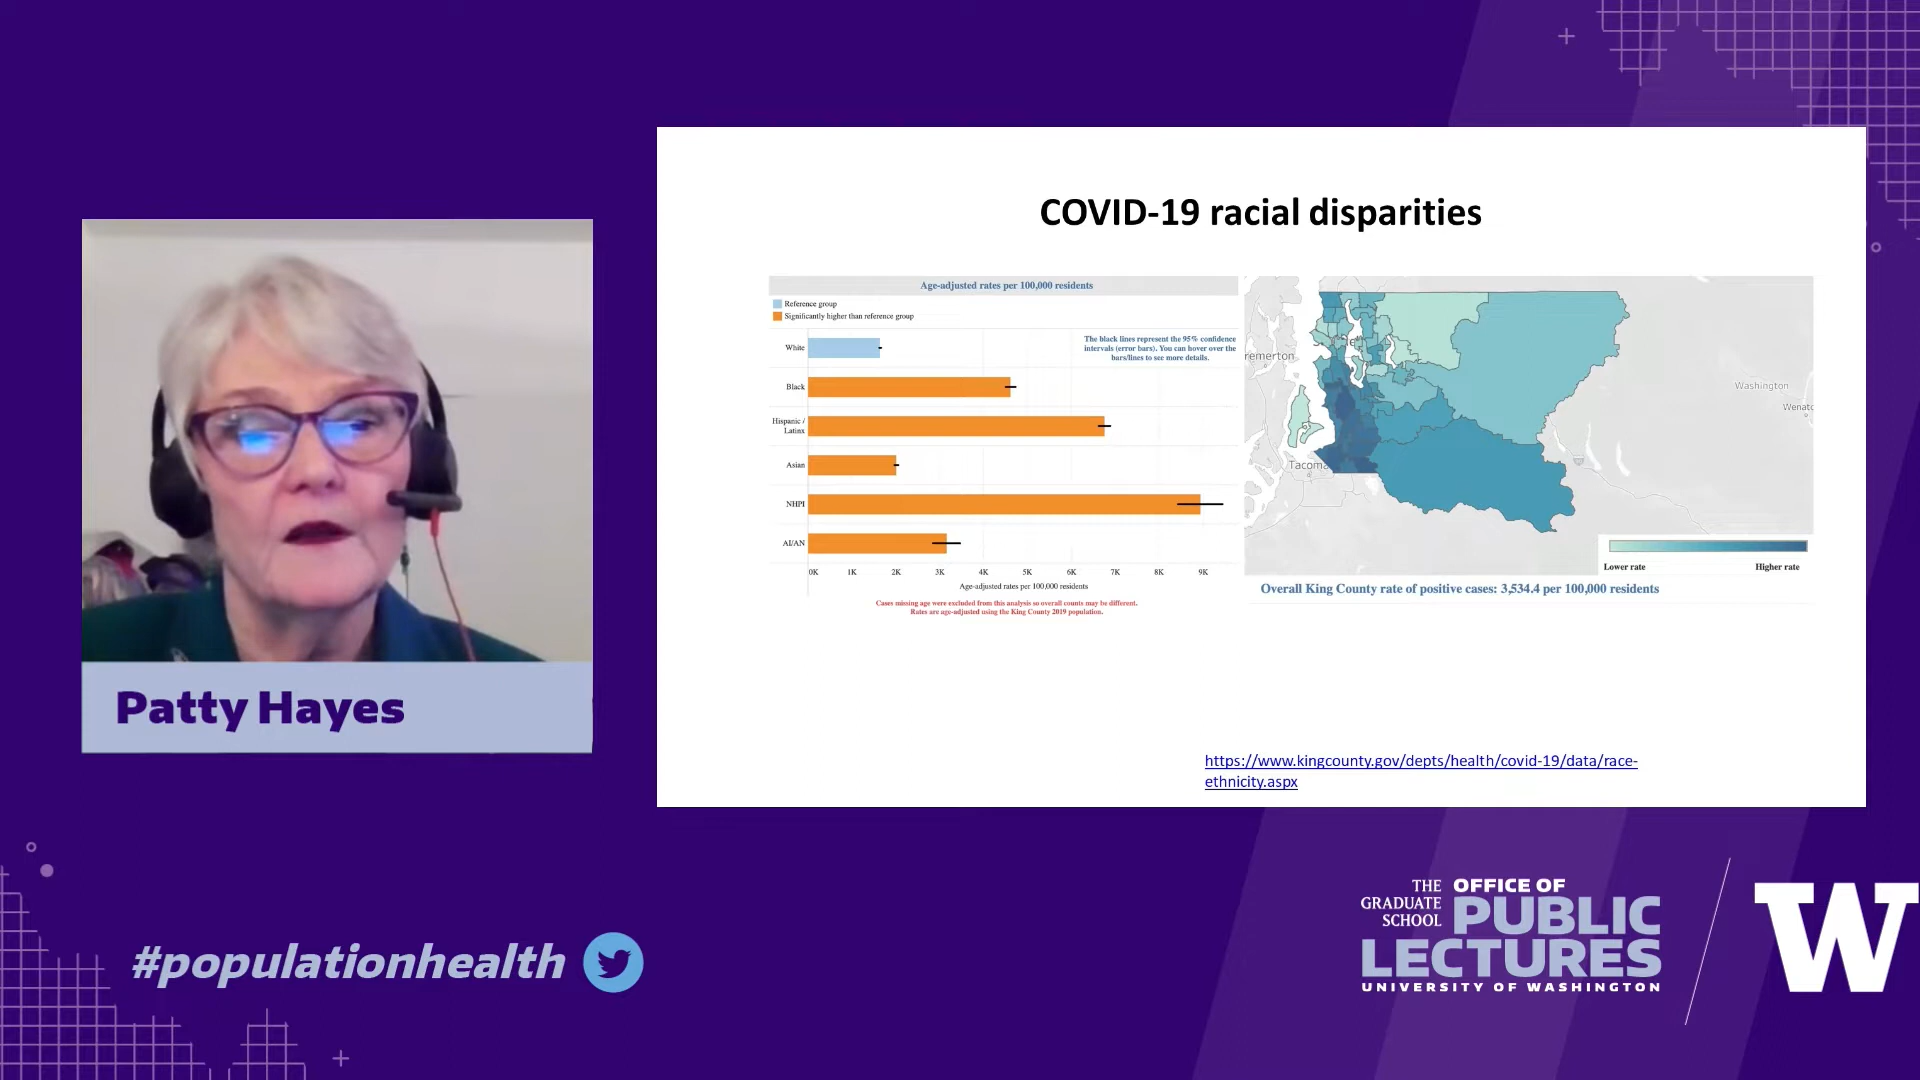 COVID-19 racial disparities
Age-adjusted rates per 100,000 residents
Reference group
Significantly higher than reference group
The black lines represent the 95% confidence
intervals (error bars). You can hover over the
bars/lines to see more details.
White
Black
Hispanic /
Latinx
Asian
NHPI
AI/AN
0K 1K 2K 3K 4K 5K 6K 7K 8K 9K
Age-adjusted rates per 100,000 residents
Cases missing age were excluded from this analysis so overall counts may be different.
Rates are age-adjusted using the King County 2019 population.
remerton
Tacoma
Washington
Wenatc
Lower rate
Higher rate
Overall King County rate of positive cases: 3,534.4 per 100,000 residents
https://www.kingcounty.gov/depts/health/covid-19/data/race-
ethnicity.aspx
Patty Hayes
#populationhealth
THE
GRADUATE
SCHOOL
OFFICE OF
PUBLIC
LECTURES
UNIVERSITY OF WASHINGTON
W